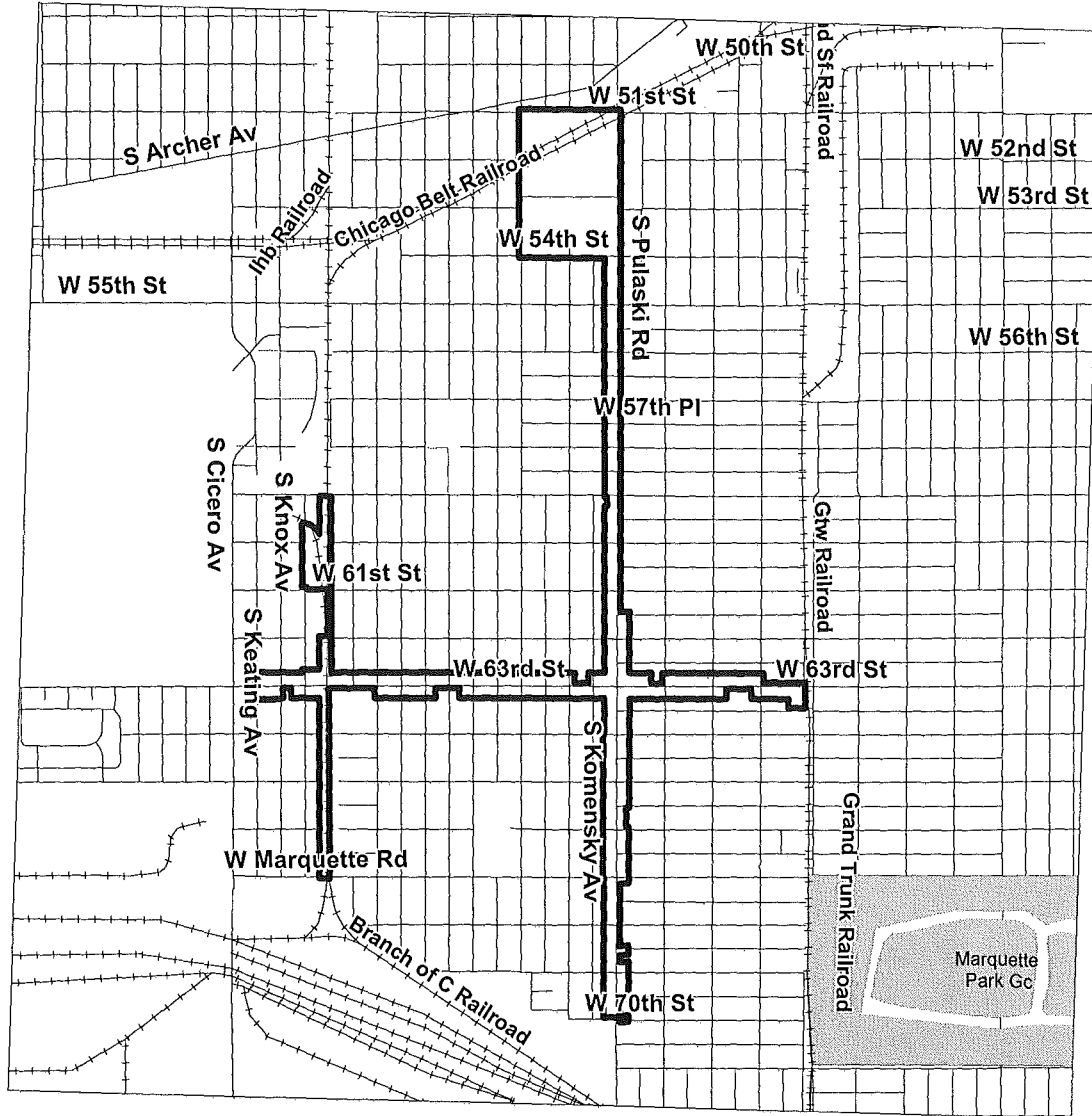 W 50th St
d Sf Railroad
W 51st St
S Archer Av
W 52nd St
Chicago Belt Railroad
Ihb Railroad
W 53rd St
S Pulaski Rd
W 54th St
W 55th St
W 56th St
W 57th Pl
S Cicero Av
S Knox Av
Gtw Railroad
W 61st St
S Keating Av
W 63rd St
W 63rd St
S Komensky Av
Grand Trunk Railroad
W Marquette Rd
Branch of C Railroad
Marquette
Park Gc
W 70th St